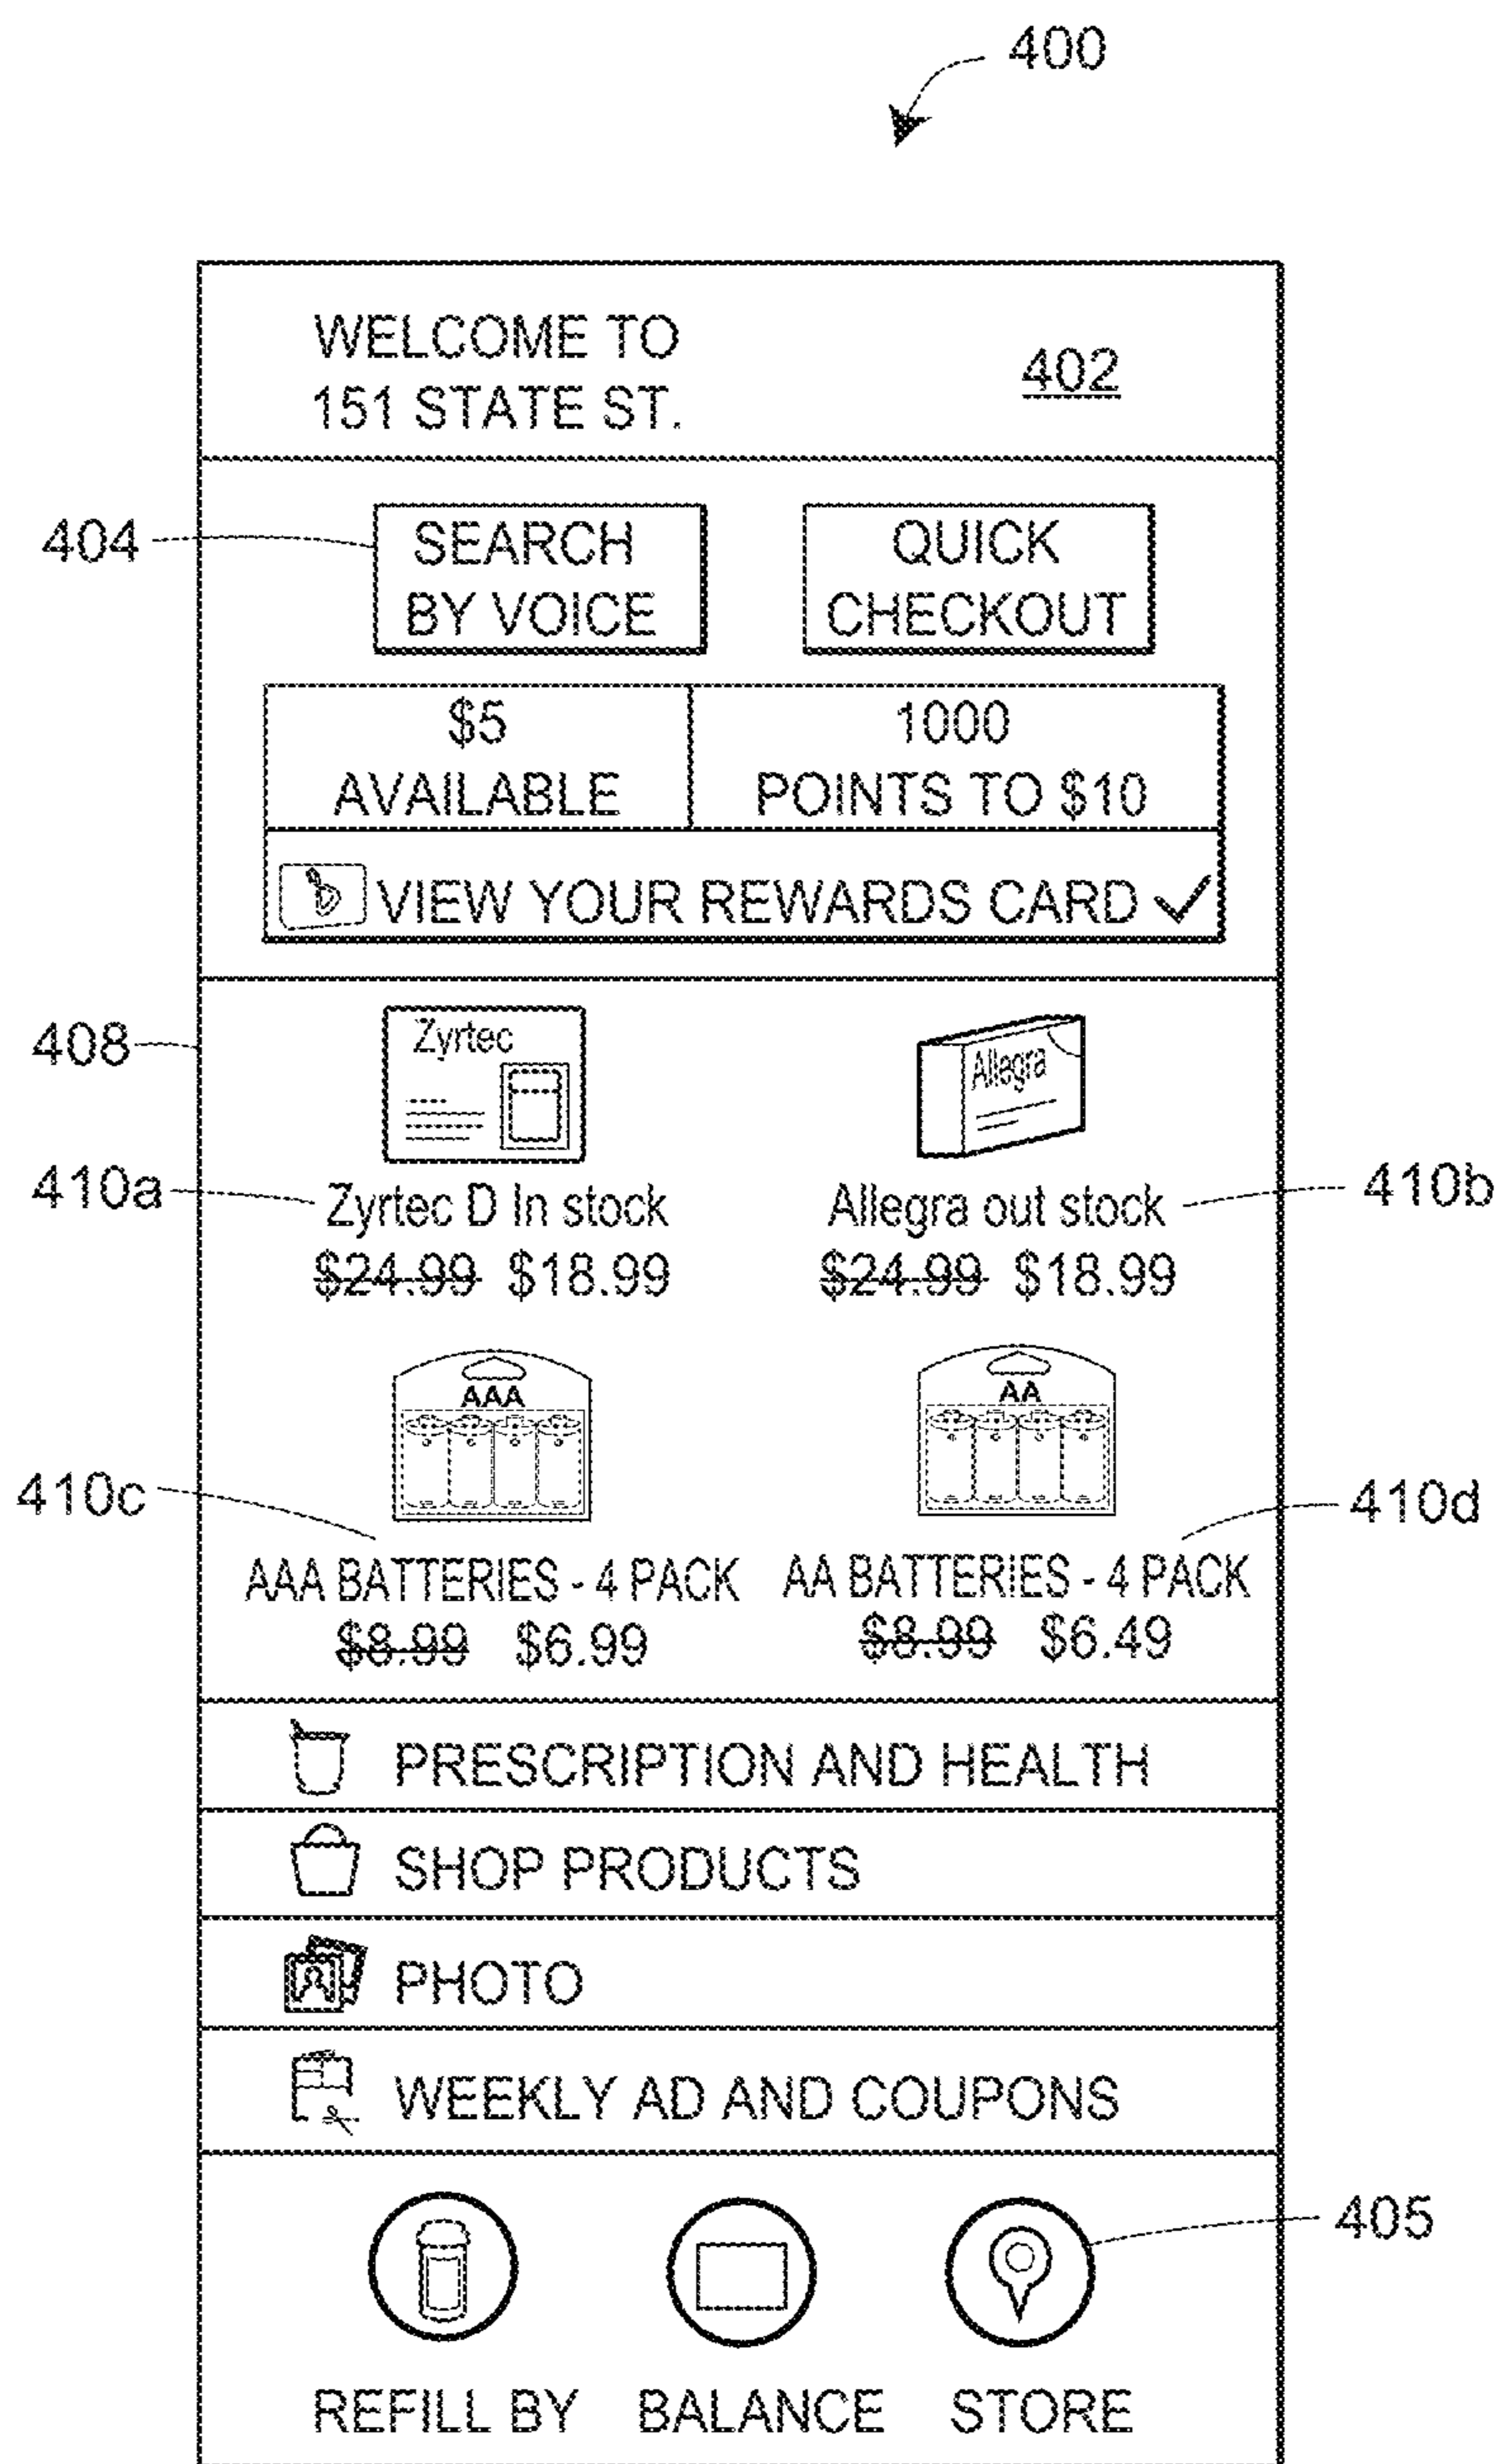 400
WELCOME TO
151 STATE ST.
402
404
SEARCH
BY VOICE
QUICK
CHECKOUT
$5
AVAILABLE
1000
POINTS TO $10
VIEW YOUR REWARDS CARD
408
Zyrtec
Allegra
410a
Zyrtec D In stock
$24.99 $18.99
Allegra out stock
$24.99 $18.99
410b
AAA
AA
410c
AAA BATTERIES - 4 PACK
$8.99 $6.99
AA BATTERIES - 4 PACK
$8.99 $6.49
410d
PRESCRIPTION AND HEALTH
SHOP PRODUCTS
PHOTO
WEEKLY AD AND COUPONS
405
REFILL BY
BALANCE
STORE